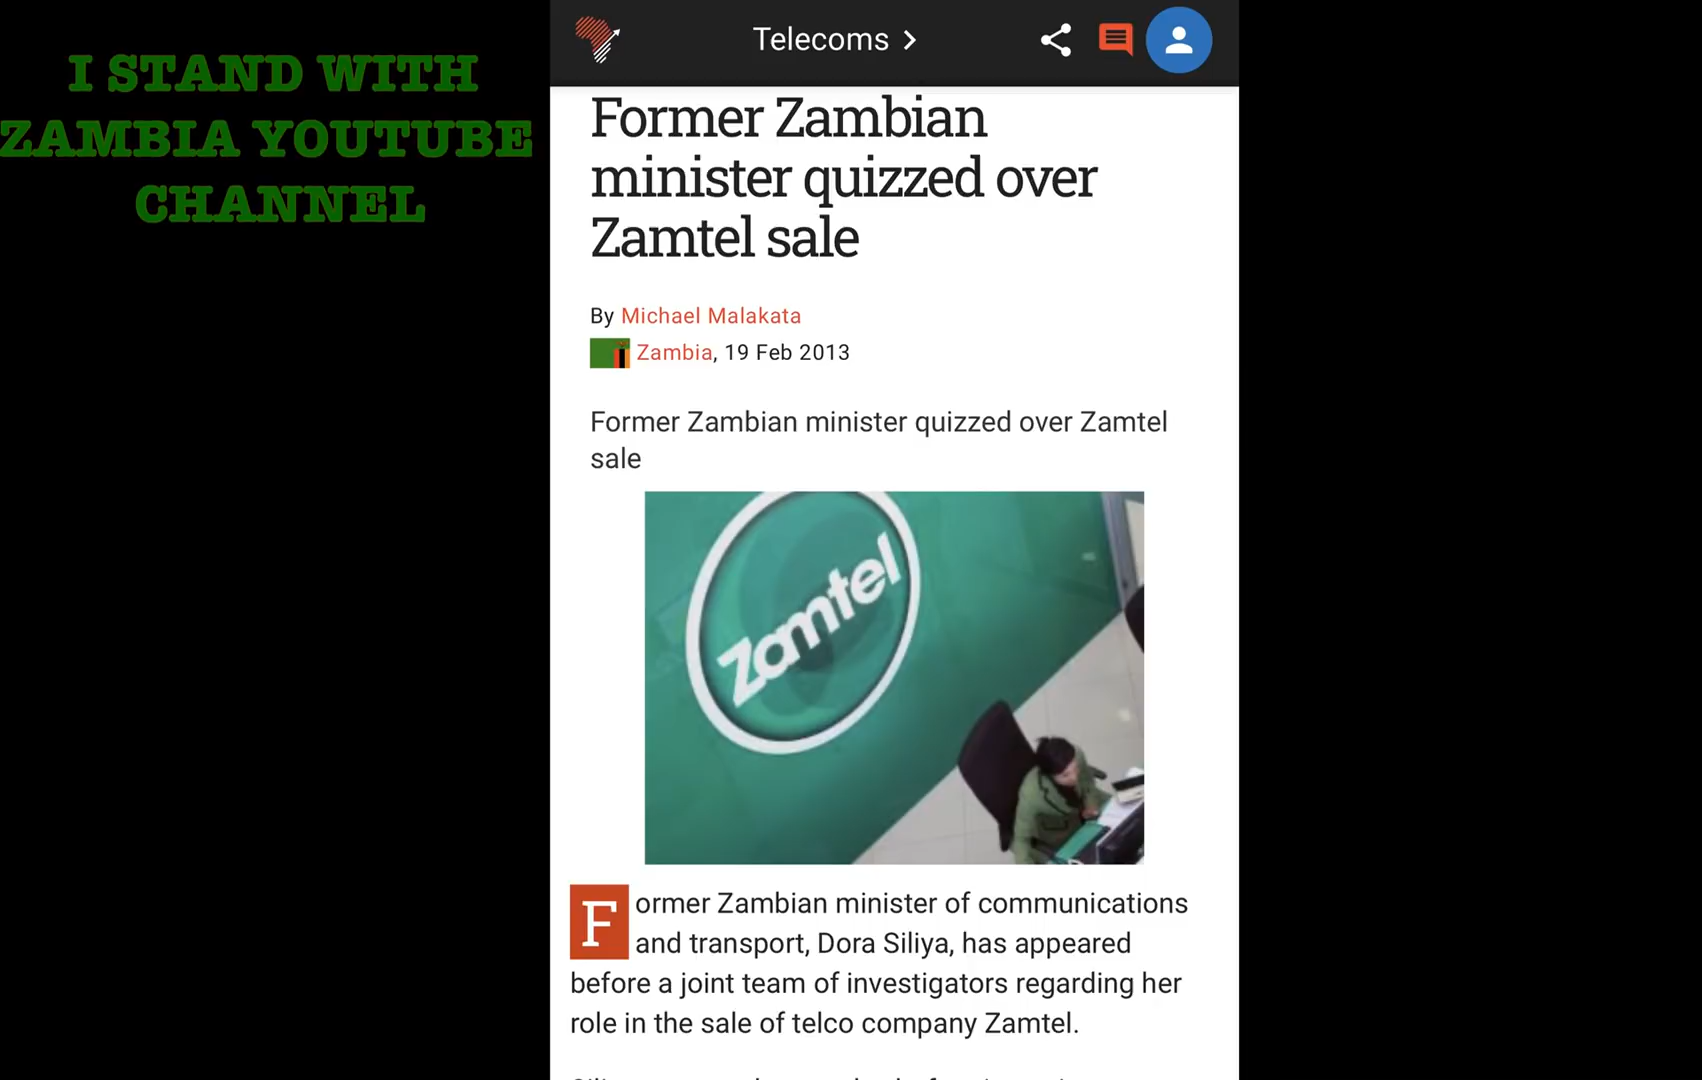 I STAND WITH
ZAMBIA YOUTUBE
CHANNEL
Telecoms
Former Zambian
minister quizzed over
Zamtel sale
By Michael Malakata
Zambia, 19 Feb 2013
Former Zambian minister quizzed over Zamtel
sale
Zamtel
Former Zambian minister of communications
and transport, Dora Siliya, has appeared
before a joint team of investigators regarding her
role in the sale of telco company Zamtel.